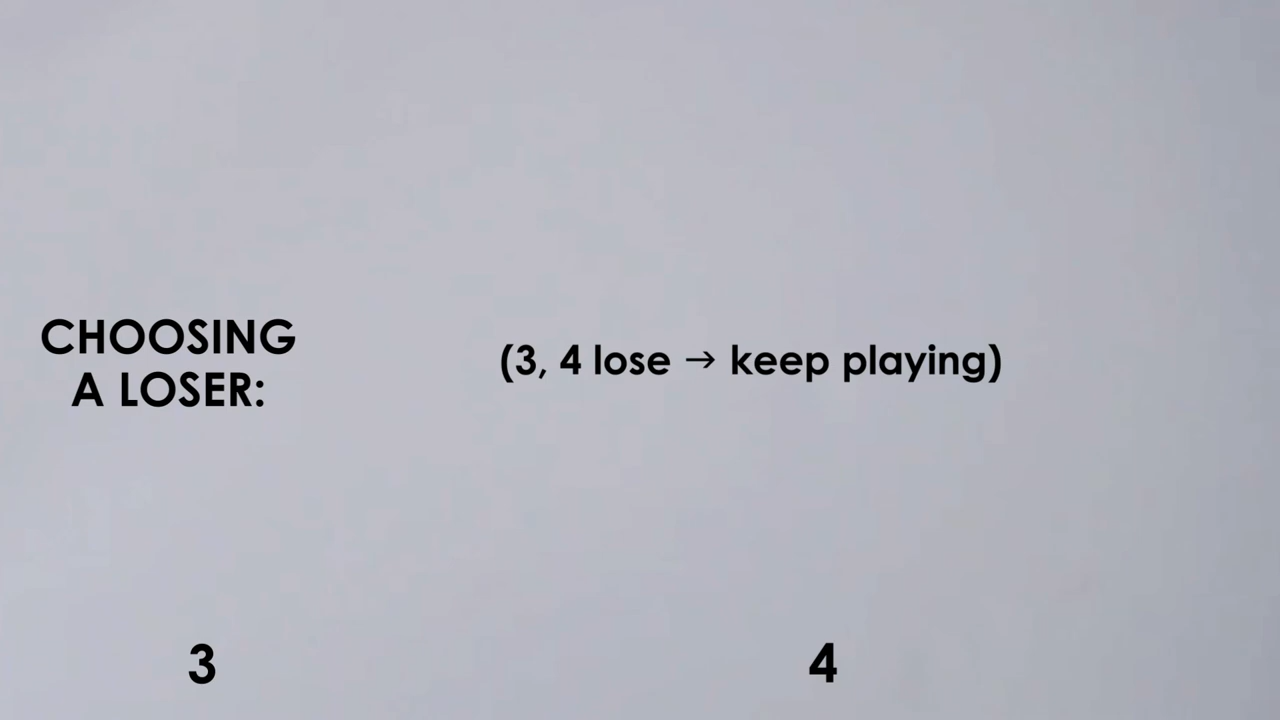 CHOOSING
A LOSER:
(3, 4 lose → keep playing)
3
4